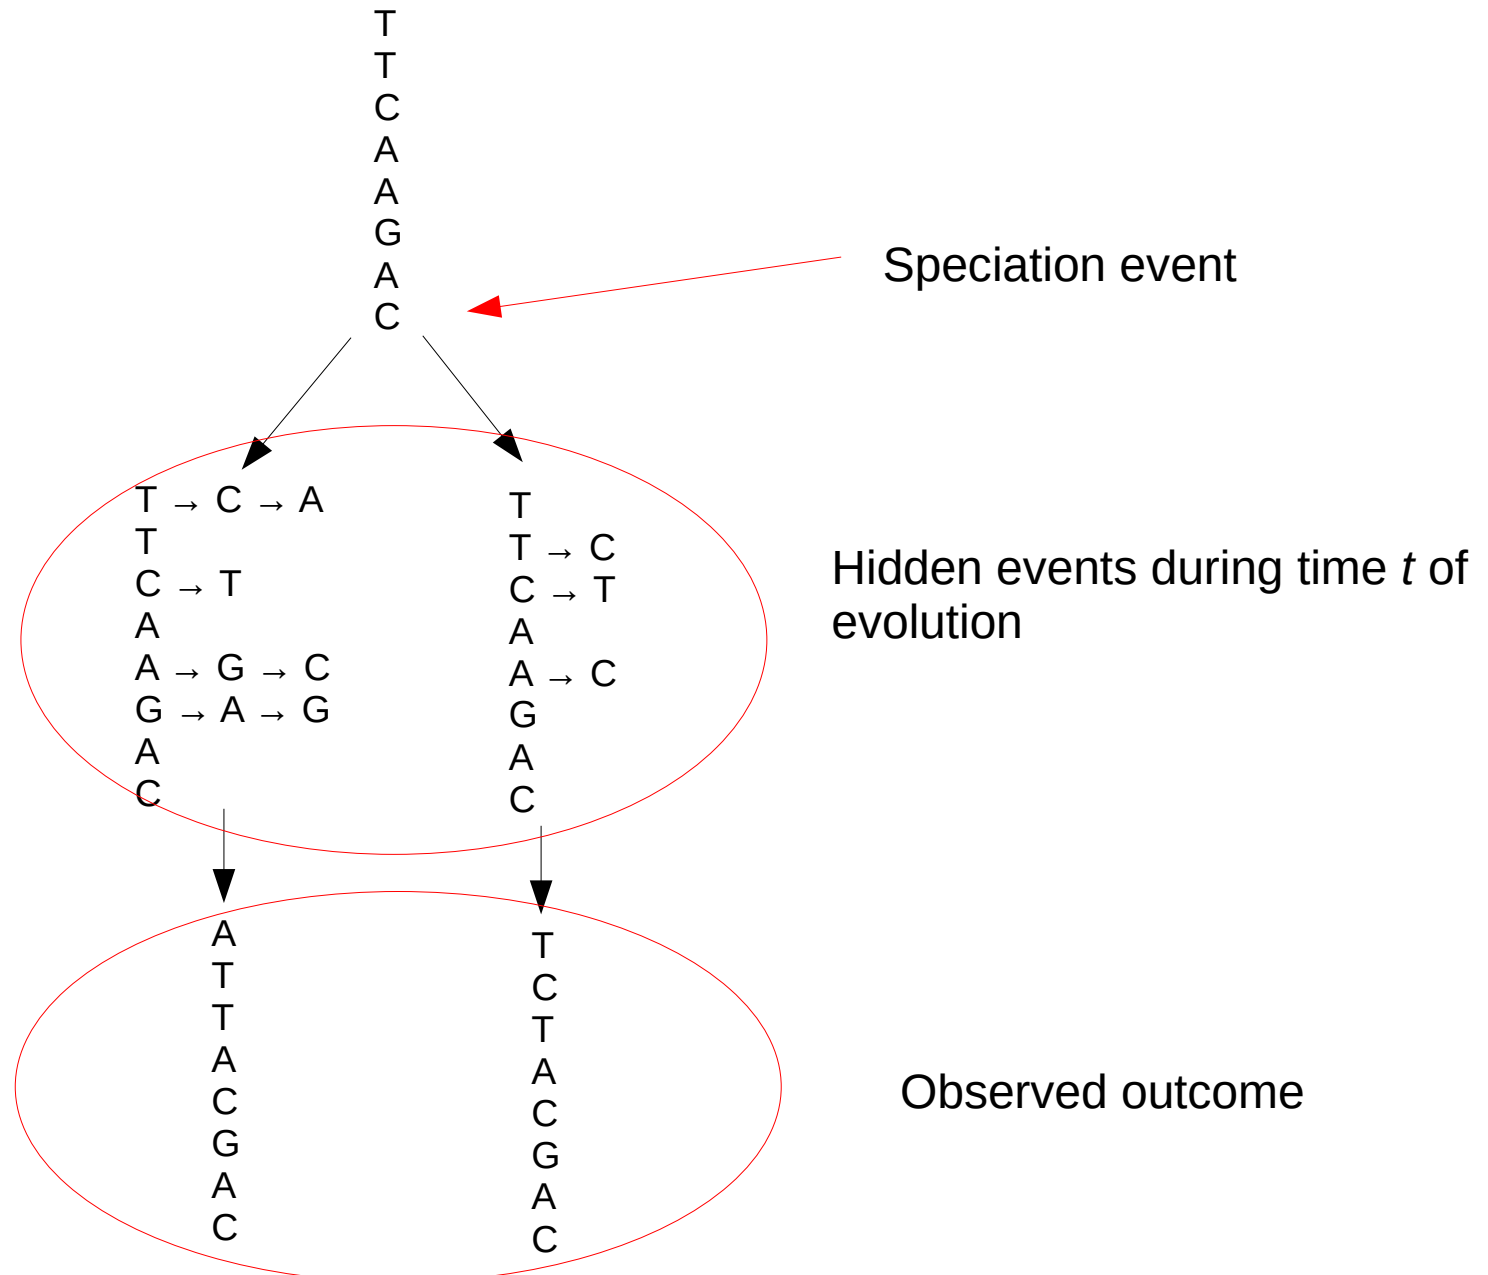 T
T
C
A
A
G
A
C
Speciation event
T → C → A
T
C → T
A
A → G → C
G → A → G
A
C
T
T → C
C → T
A
A → C
G
A
C
Hidden events during time t of
evolution
A
T
T
A
C
G
A
C
T
C
T
A
C
G
A
C
Observed outcome